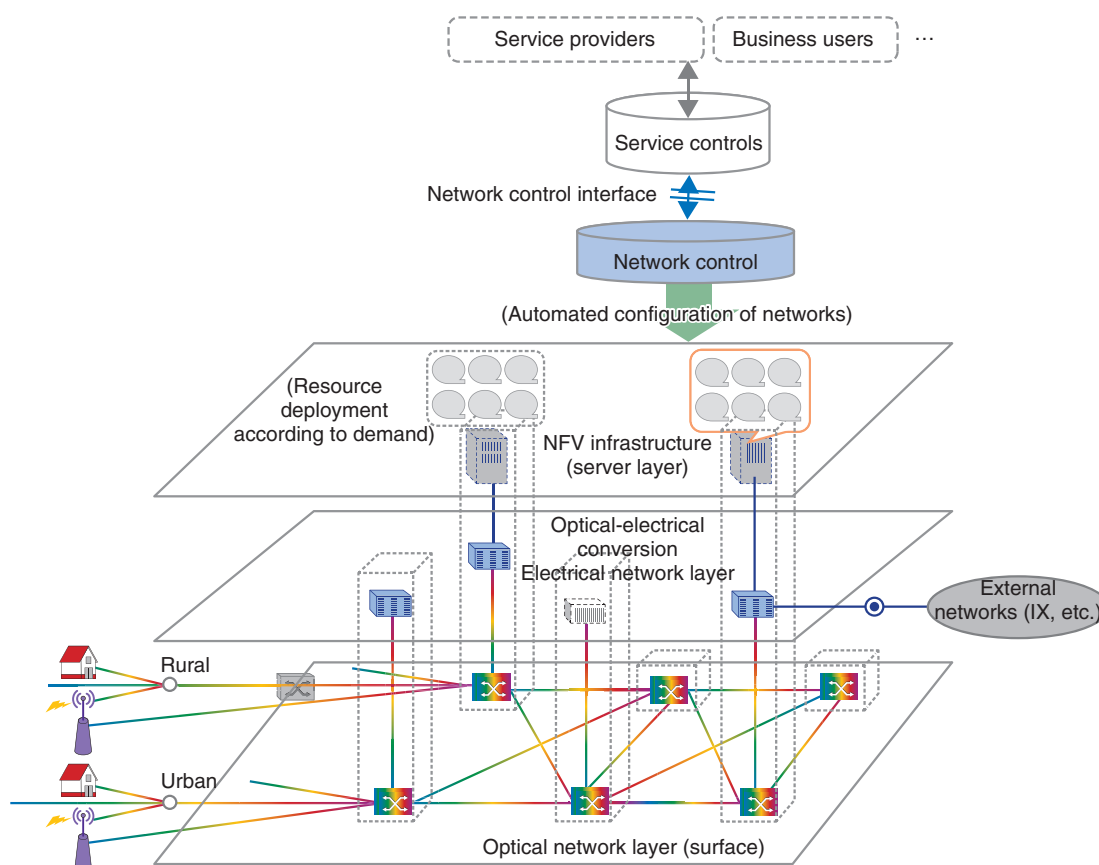 Service providers
Business users
...
Service controls
Network control interface
Network control
(Automated configuration of networks)
(Resource
deployment
according to demand)
NFV infrastructure
(server layer)
Optical-electrical
conversion
Electrical network layer
External
networks (IX, etc.)
Rural
Urban
Optical network layer (surface)